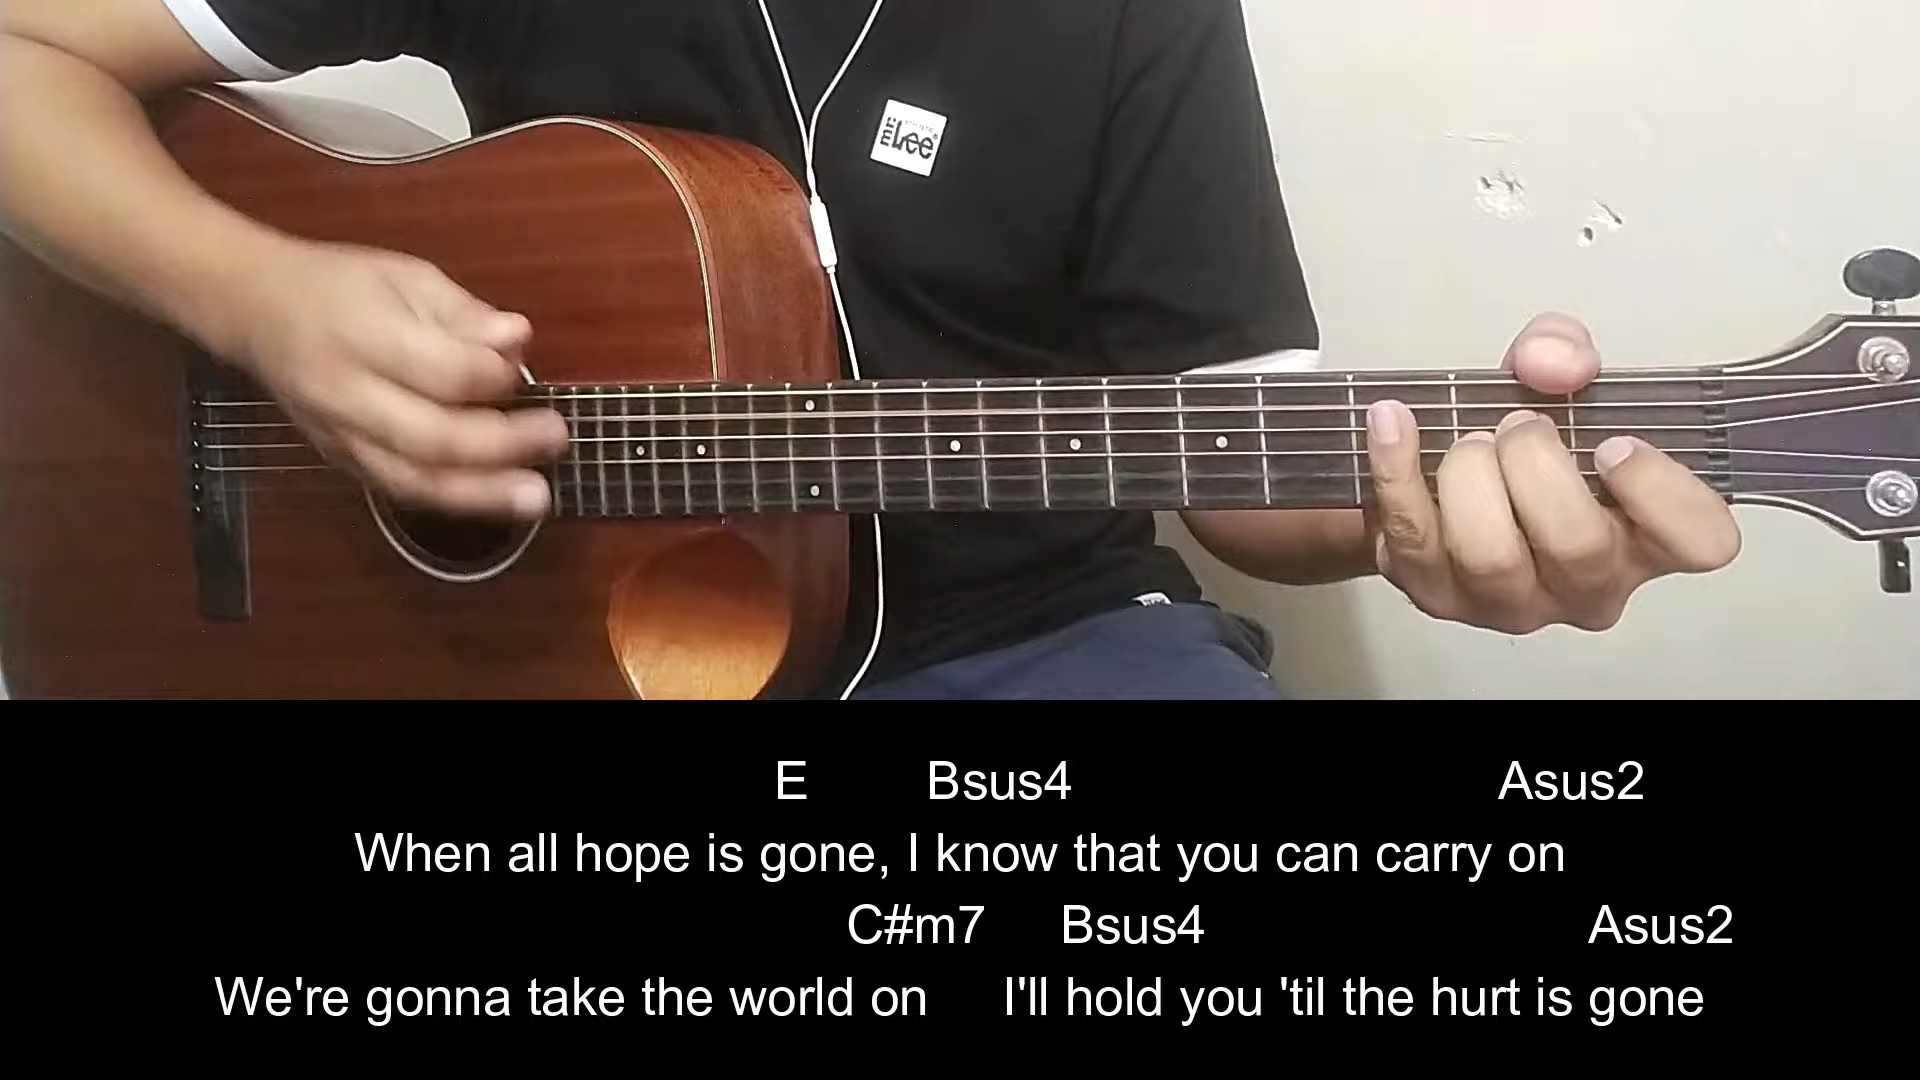 Lee
E Bsus4 Asus2
When all hope is gone, I know that you can carry on
C#m7 Bsus4 Asus2
We're gonna take the world on I'll hold you 'til the hurt is gone